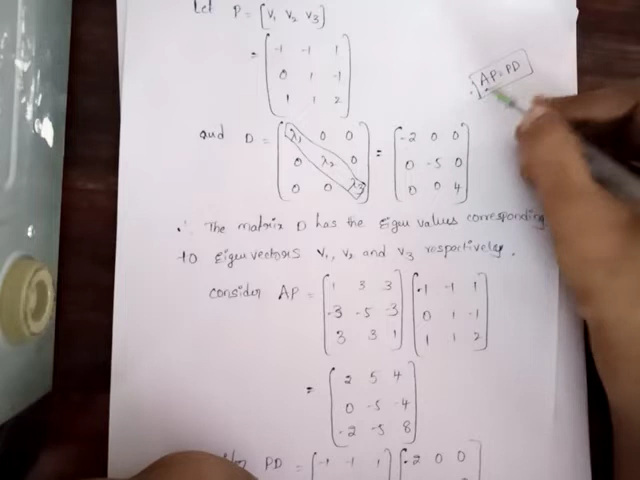 Let P = [V₁ V₂ V₃]
= [-1 -1 1
0 1 -1
1 1 2]
AP=PD
and D = [λ₁ 0 0
0 λ₂ 0
0 0 λ₃] = [-2 0 0
0 -5 0
0 0 4]
∴ The matrix D has the Eigen values corresponding
to Eigen vectors V₁, V₂ and V₃ respectively.
consider AP = [1 3 3
-3 -5 -3
3 3 1] [-1 -1 1
0 1 -1
1 1 2]
= [2 5 4
0 -5 -4
-2 -5 8]
PD = [-1 -1 1] [-2 0 0]